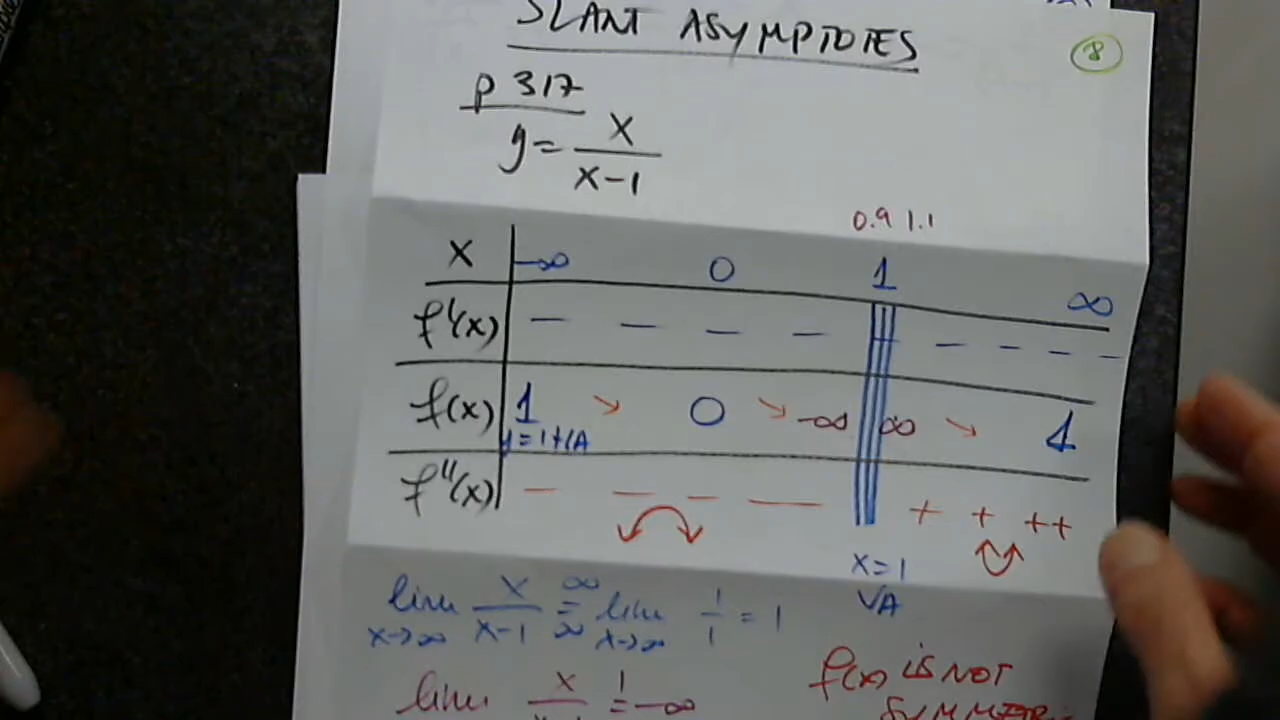 SLANT ASYMPTOTES
8
p 317
y = x/(x-1)
0.9 1.1
x -∞ 0 1 ∞
f'(x) - - - - - - - - -
f(x) 1 ↘ 0 ↘ -∞ ∞ ↘ 1
y=1 HA
f''(x) - - - - + + ++
x=1
VA
lim x→∞ x/(x-1) = ∞/∞ lim x→∞ 1/1 = 1
f(x) IS NOT
lim x = 1 = -∞